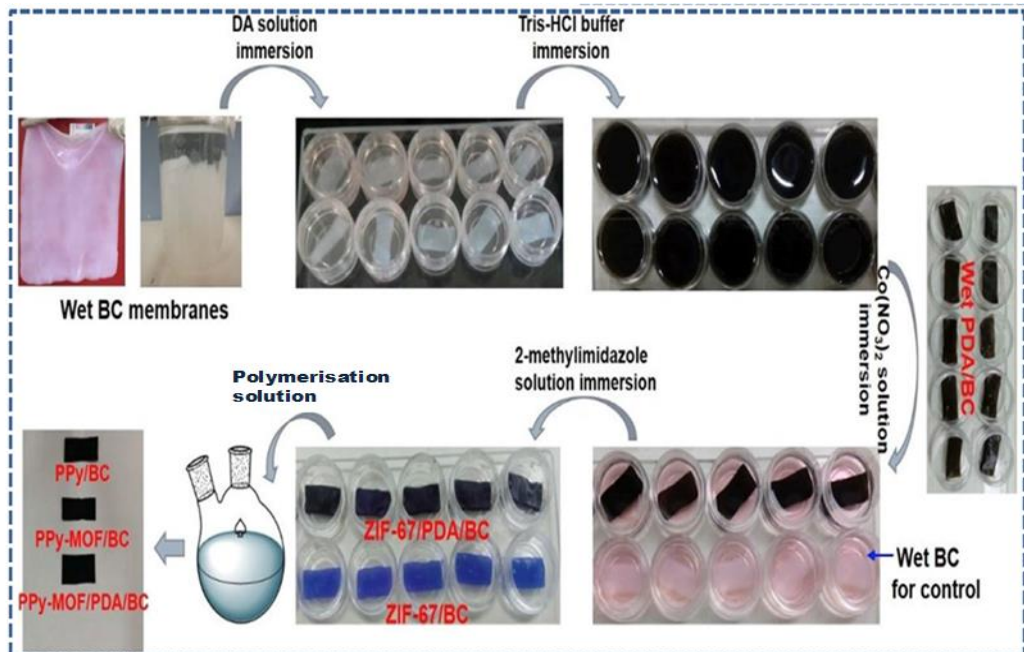 DA solution
immersion
Tris-HCl buffer
immersion
Wet BC membranes
Wet PDA/BC
Co(NO₃)₂ solution
immersion
2-methylimidazole
solution immersion
Polymerisation
solution
PPy/BC
PPy-MOF/BC
PPy-MOF/PDA/BC
ZIF-67/PDA/BC
ZIF-67/BC
Wet BC
for control